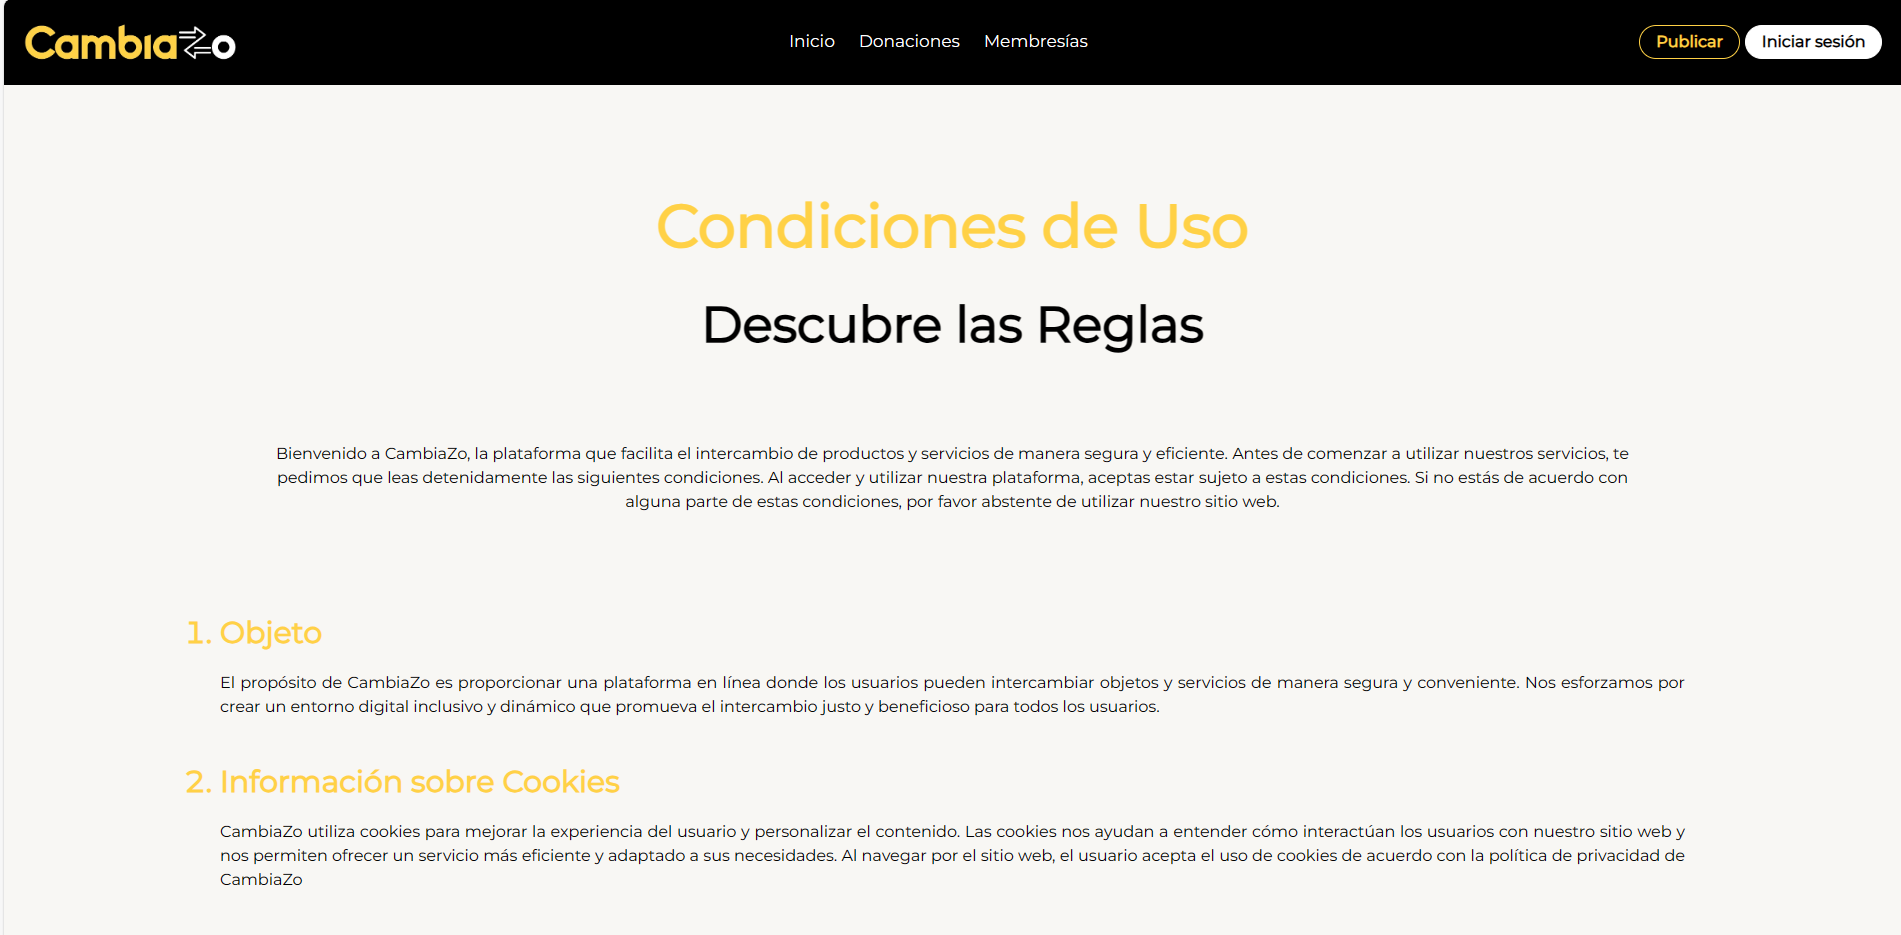 CambiaZo
Inicio Donaciones Membresías
Publicar Iniciar sesión
Condiciones de Uso
Descubre las Reglas
Bienvenido a CambiaZo, la plataforma que facilita el intercambio de productos y servicios de manera segura y eficiente. Antes de comenzar a utilizar nuestros servicios, te
pedimos que leas detenidamente las siguientes condiciones. Al acceder y utilizar nuestra plataforma, aceptas estar sujeto a estas condiciones. Si no estás de acuerdo con
alguna parte de estas condiciones, por favor abstente de utilizar nuestro sitio web.
1. Objeto
El propósito de CambiaZo es proporcionar una plataforma en línea donde los usuarios pueden intercambiar objetos y servicios de manera segura y conveniente. Nos esforzamos por
crear un entorno digital inclusivo y dinámico que promueva el intercambio justo y beneficioso para todos los usuarios.
2. Información sobre Cookies
CambiaZo utiliza cookies para mejorar la experiencia del usuario y personalizar el contenido. Las cookies nos ayudan a entender cómo interactúan los usuarios con nuestro sitio web y
nos permiten ofrecer un servicio más eficiente y adaptado a sus necesidades. Al navegar por el sitio web, el usuario acepta el uso de cookies de acuerdo con la política de privacidad de
CambiaZo